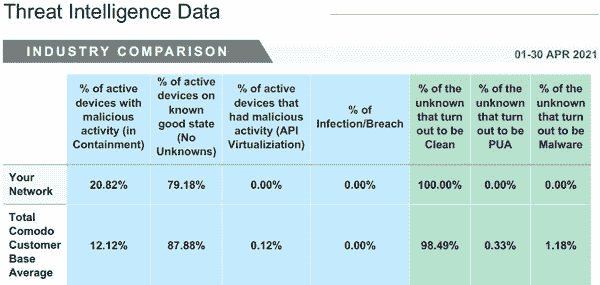 Threat Intelligence Data
INDUSTRY COMPARISON
01-30 APR 2021
% of active devices with malicious activity (in Containment) % of active devices on known good state (No Unknowns) % of active devices that had malicious activity (API Virtualiziation) % of Infection/Breach % of the unknown that turn out to be Clean % of the unknown that turn out to be PUA % of the unknown that turn out to be Malware
Your Network 20.82% 79.18% 0.00% 0.00% 100.00% 0.00% 0.00%
Total Comodo Customer Base Average 12.12% 87.88% 0.12% 0.00% 98.49% 0.33% 1.18%